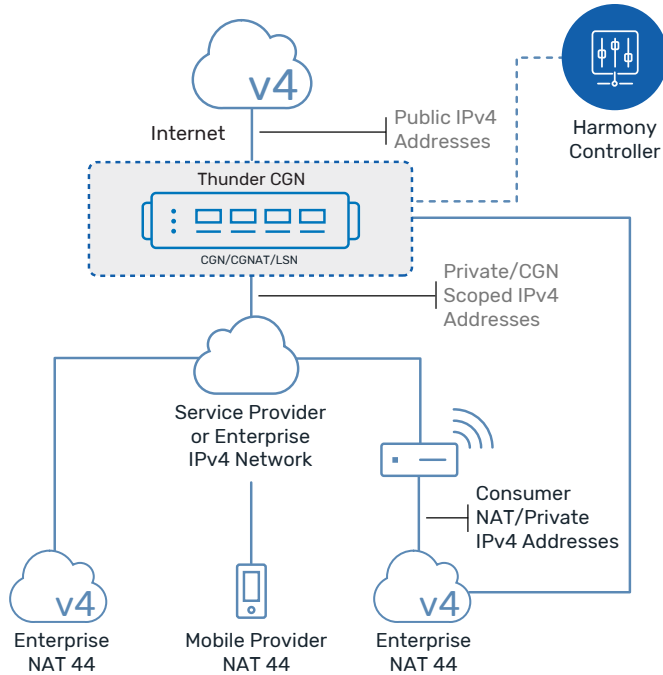 v4
Internet
Public IPv4
Addresses
Harmony
Controller
Thunder CGN
CGN/CGNAT/LSN
Private/CGN
Scoped IPv4
Addresses
Service Provider
or Enterprise
IPv4 Network
Consumer
NAT/Private
IPv4 Addresses
v4
Enterprise
NAT 44
Mobile Provider
NAT 44
v4
Enterprise
NAT 44